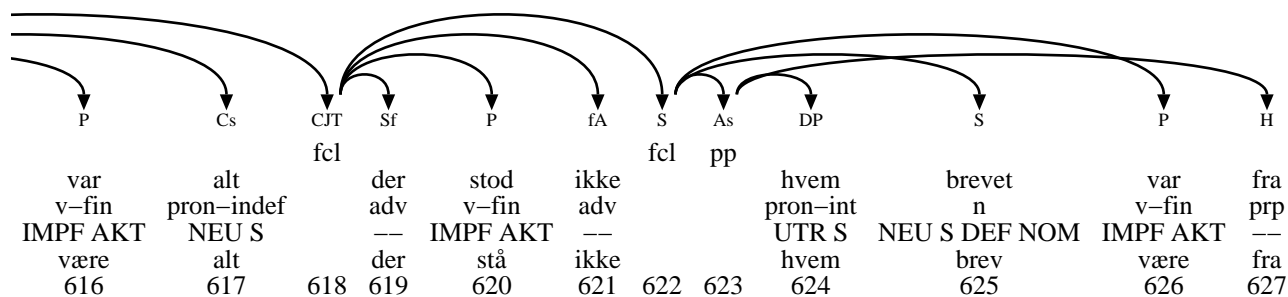 P Cs CJT Sf P fA S As DP S P H
fcl fcl pp
var alt der stod ikke hvem brevet var fra
v−fin pron−indef adv v−fin adv pron−int n v−fin prp
IMPF AKT NEU S −− IMPF AKT −− UTR S NEU S DEF NOM IMPF AKT −−
være alt der stå ikke hvem brev være fra
616 617 618 619 620 621 622 623 624 625 626 627